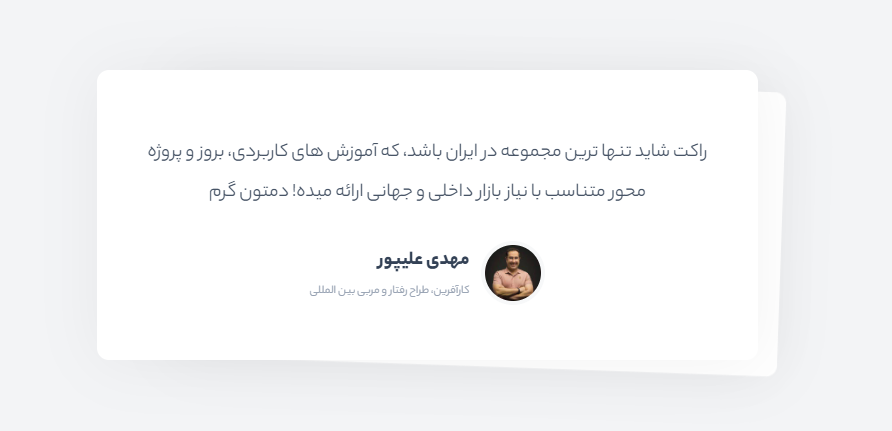 راکت شاید تنها ترین مجموعه در ایران باشد، که آموزش های کاربردی، بروز و پروژه
محور متناسب با نیاز بازار داخلی و جهانی ارائه میده! دمتون گرم
مهدی علیپور
کارآفرین، طراح رفتار و مربی بین المللی